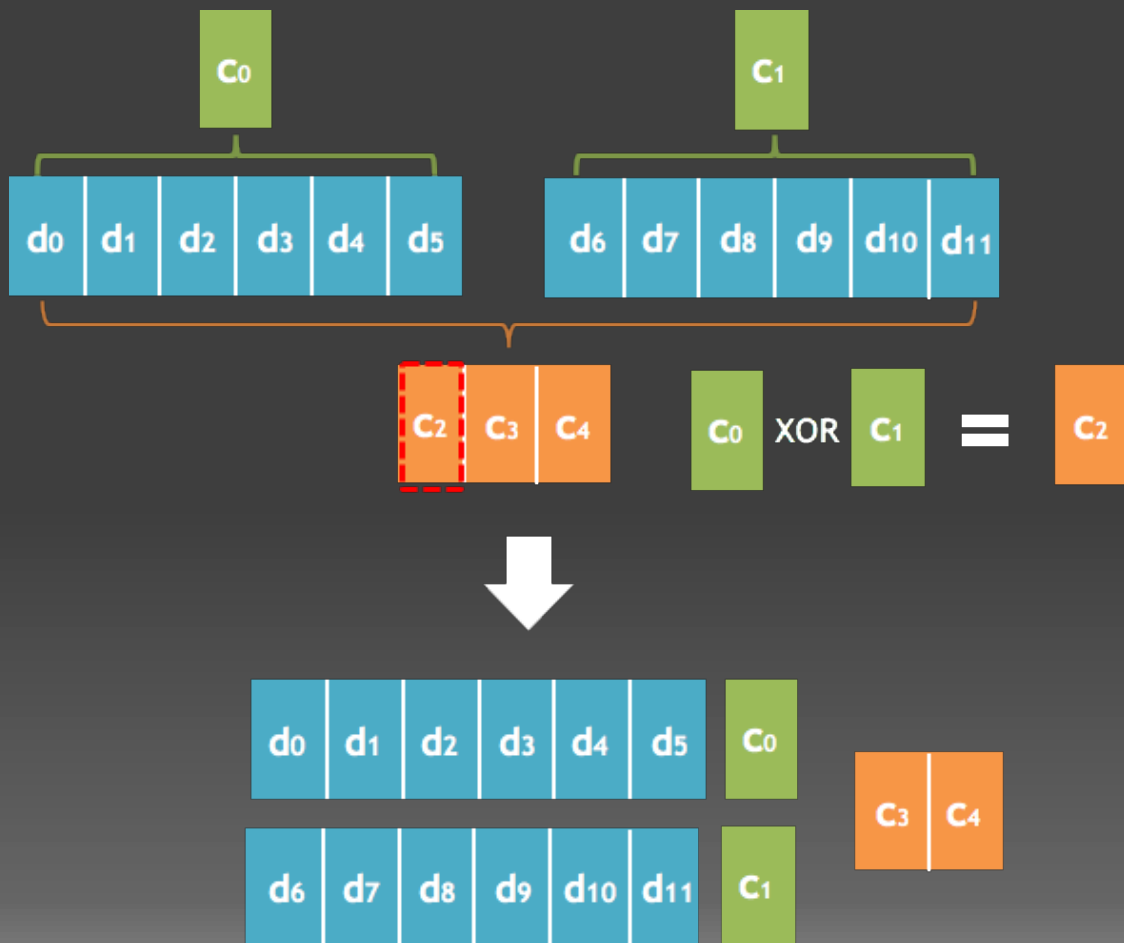 c0 c1
d0 d1 d2 d3 d4 d5 d6 d7 d8 d9 d10 d11
c2 c3 c4 c0 XOR c1 = c2
d0 d1 d2 d3 d4 d5 c0
c3 c4
d6 d7 d8 d9 d10 d11 c1